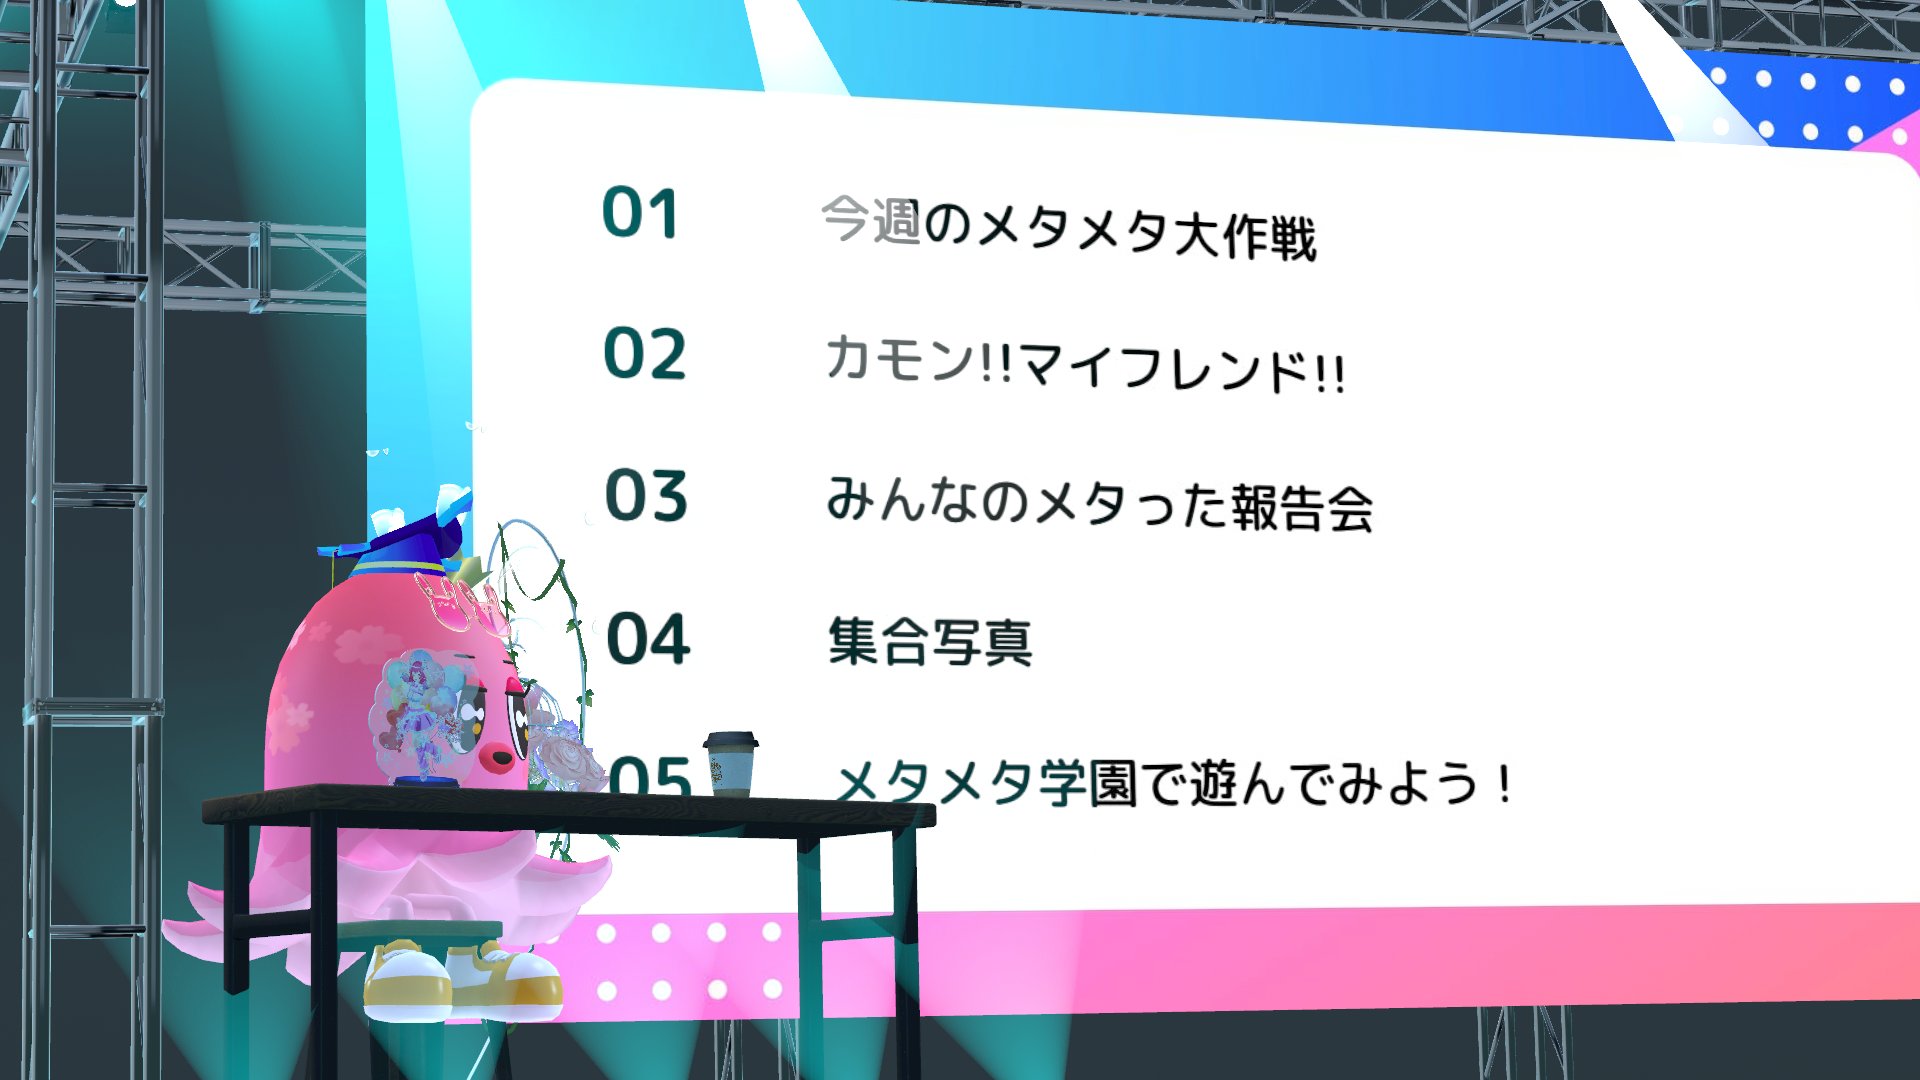 01 今週のメタメタ大作戦
02 カモン!!マイフレンド!!
03 みんなのメタった報告会
04 集合写真
05 メタメタ学園で遊んでみよう！